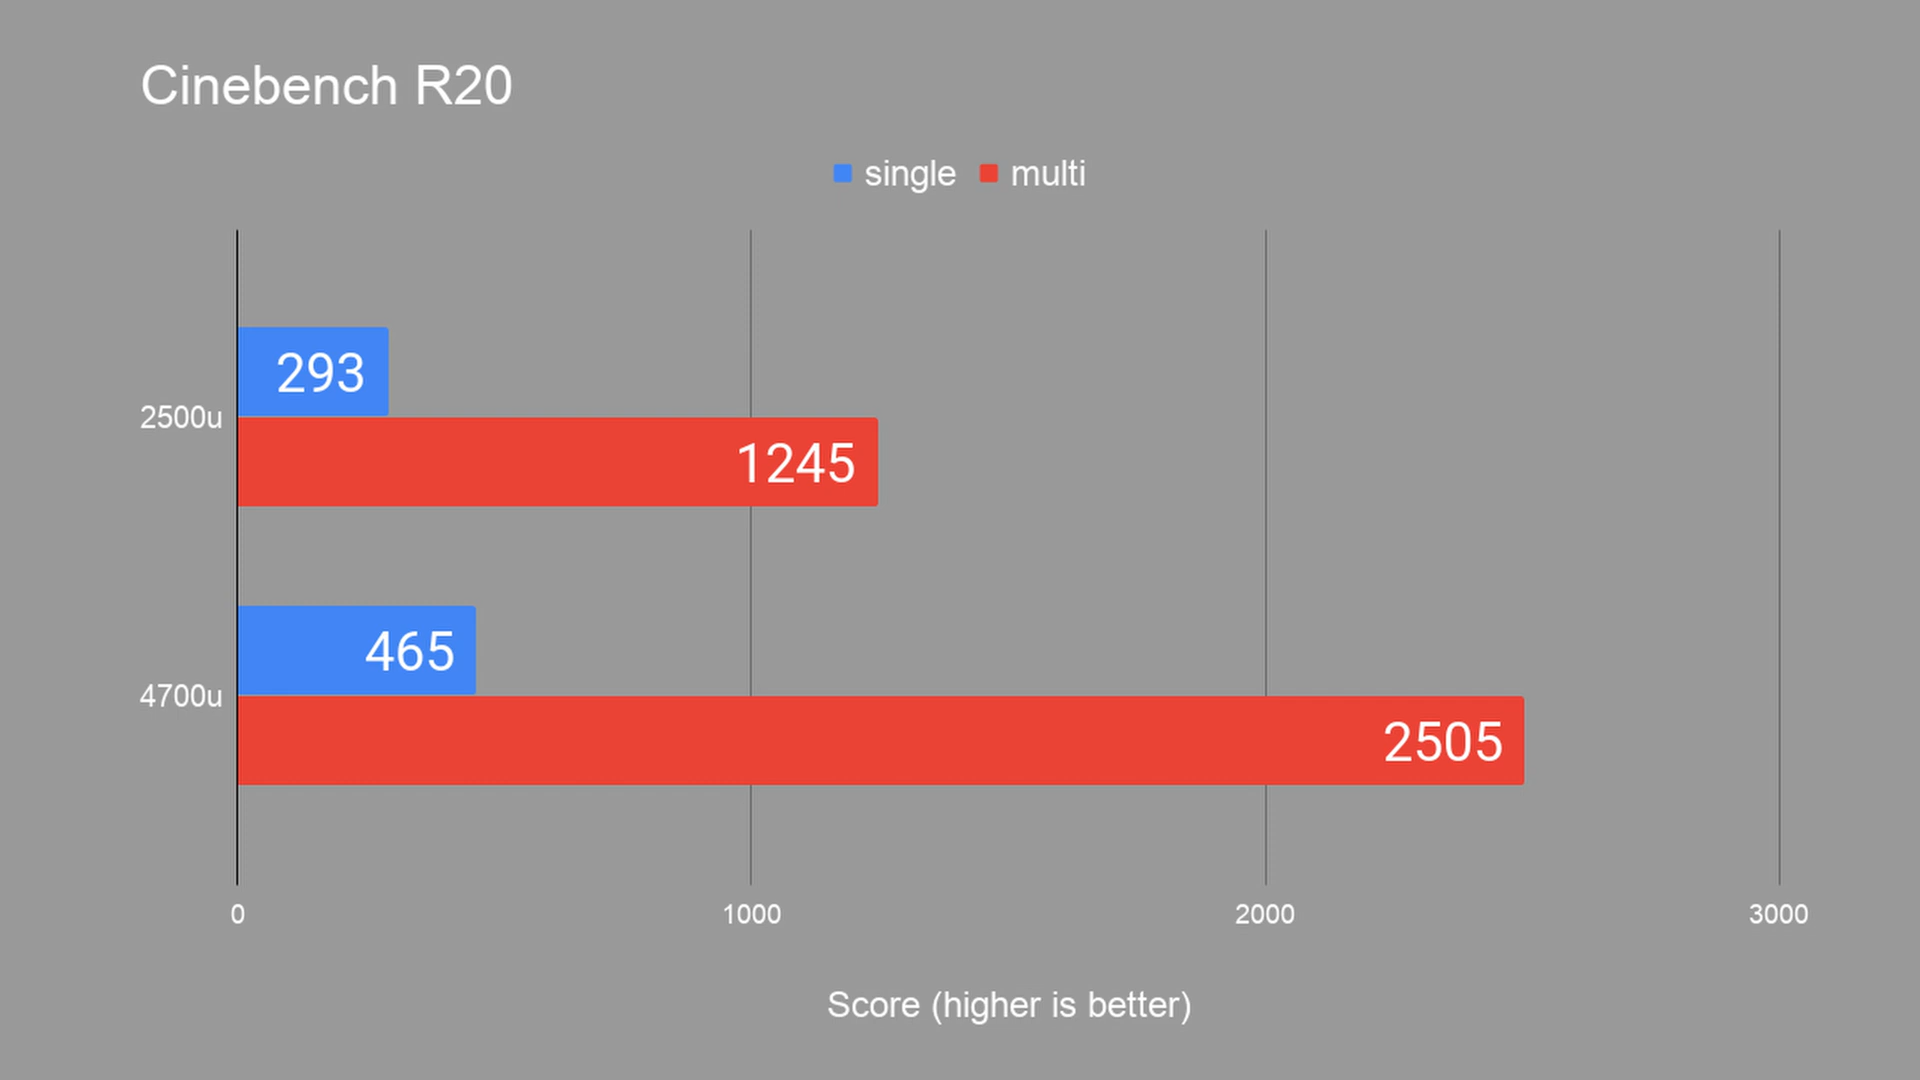 Cinebench R20
single multi
293
2500u
1245
465
4700u
2505
0 1000 2000 3000
Score (higher is better)